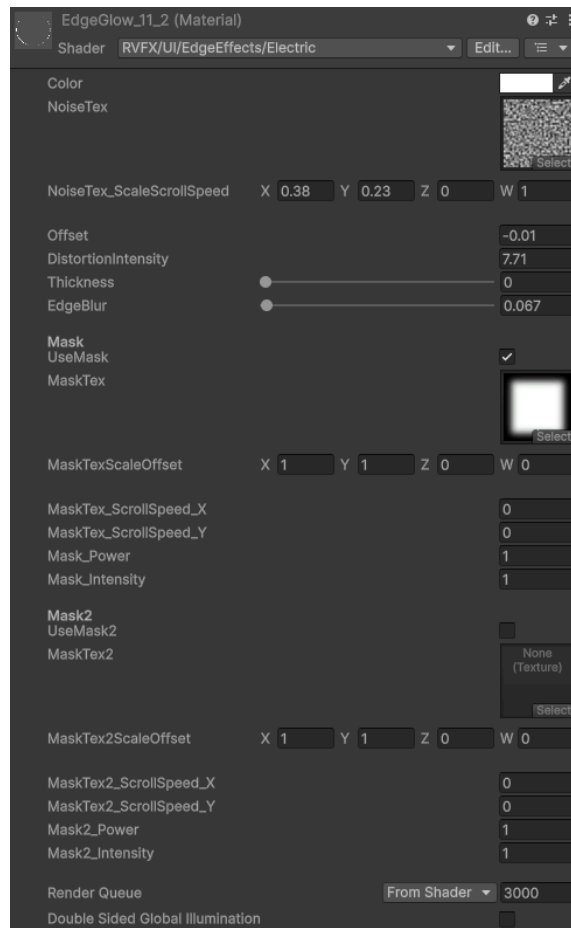 EdgeGlow_11_2 (Material)
Shader RVFX/UI/EdgeEffects/Electric Edit...
Color
NoiseTex
Select
NoiseTex_ScaleScrollSpeed X 0.38 Y 0.23 Z 0 W 1
Offset -0.01
DistortionIntensity 7.71
Thickness 0
EdgeBlur 0.067
Mask
UseMask
MaskTex
Select
MaskTexScaleOffset X 1 Y 1 Z 0 W 0
MaskTex_ScrollSpeed_X 0
MaskTex_ScrollSpeed_Y 0
Mask_Power 1
Mask_Intensity 1
Mask2
UseMask2
MaskTex2 None
(Texture)
Select
MaskTex2ScaleOffset X 1 Y 1 Z 0 W 0
MaskTex2_ScrollSpeed_X 0
MaskTex2_ScrollSpeed_Y 0
Mask2_Power 1
Mask2_Intensity 1
Render Queue From Shader 3000
Double Sided Global Illumination